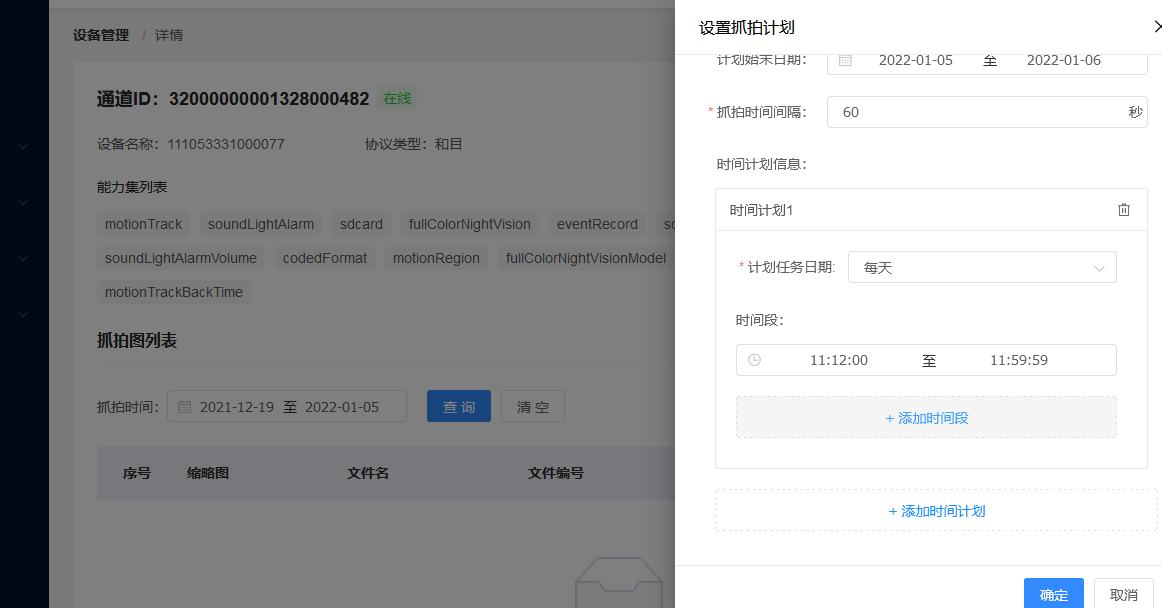 设备管理 / 详情
通道ID：32000000001328000482 在线
设备名称：111053331000077 协议类型：和目
能力集列表
motionTrack soundLightAlarm sdcard fullColorNightVision eventRecord
soundLightAlarmVolume codedFormat motionRegion fullColorNightVisionModel
motionTrackBackTime
抓拍图列表
抓拍时间： 2021-12-19 至 2022-01-05 查 询 清 空
序号 缩略图 文件名 文件编号
设置抓拍计划
计划始末日期： 2022-01-05 至 2022-01-06
* 抓拍时间间隔： 60 秒
时间计划信息：
时间计划1
* 计划任务日期： 每天
时间段：
11:12:00 至 11:59:59
+ 添加时间段
+ 添加时间计划
确定 取消